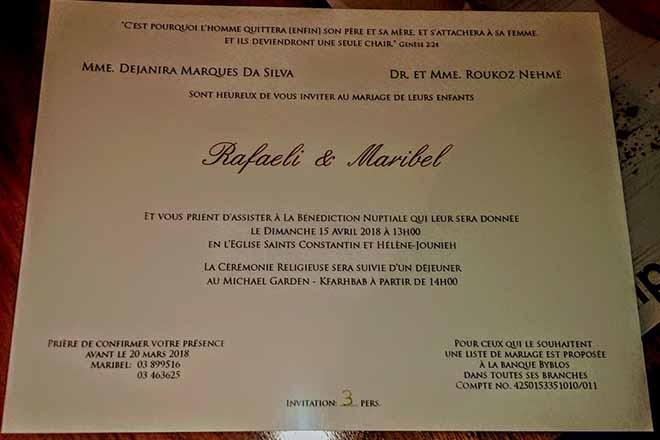 "C'est pourquoi l'homme quittera (enfin) son père et sa mère, et s'attachera à sa femme,
et ils deviendront une seule chair." Genèse 2:24
Mme. Dejanira Marques Da Silva
Dr. et Mme. Roukoz Nehmé
Sont heureux de vous inviter au mariage de leurs enfants
Rafaeli & Maribel
Et vous prient d'assister à La Bénédiction Nuptiale qui leur sera donnée
le Dimanche 15 Avril 2018 à 13h00
en l'Eglise Saints Constantin et Hélène-Jounieh
La Cérémonie Religieuse sera suivie d'un déjeuner
au Michael Garden - Kfarhbab à partir de 14h00
Prière de confirmer votre présence
avant le 20 mars 2018
Maribel: 03 899516
03 463625
Pour ceux qui le souhaitent
une liste de mariage est proposée
à la banque Byblos
dans toutes ses branches
Compte no. 4250153351010/011
Invitation: 3 pers.